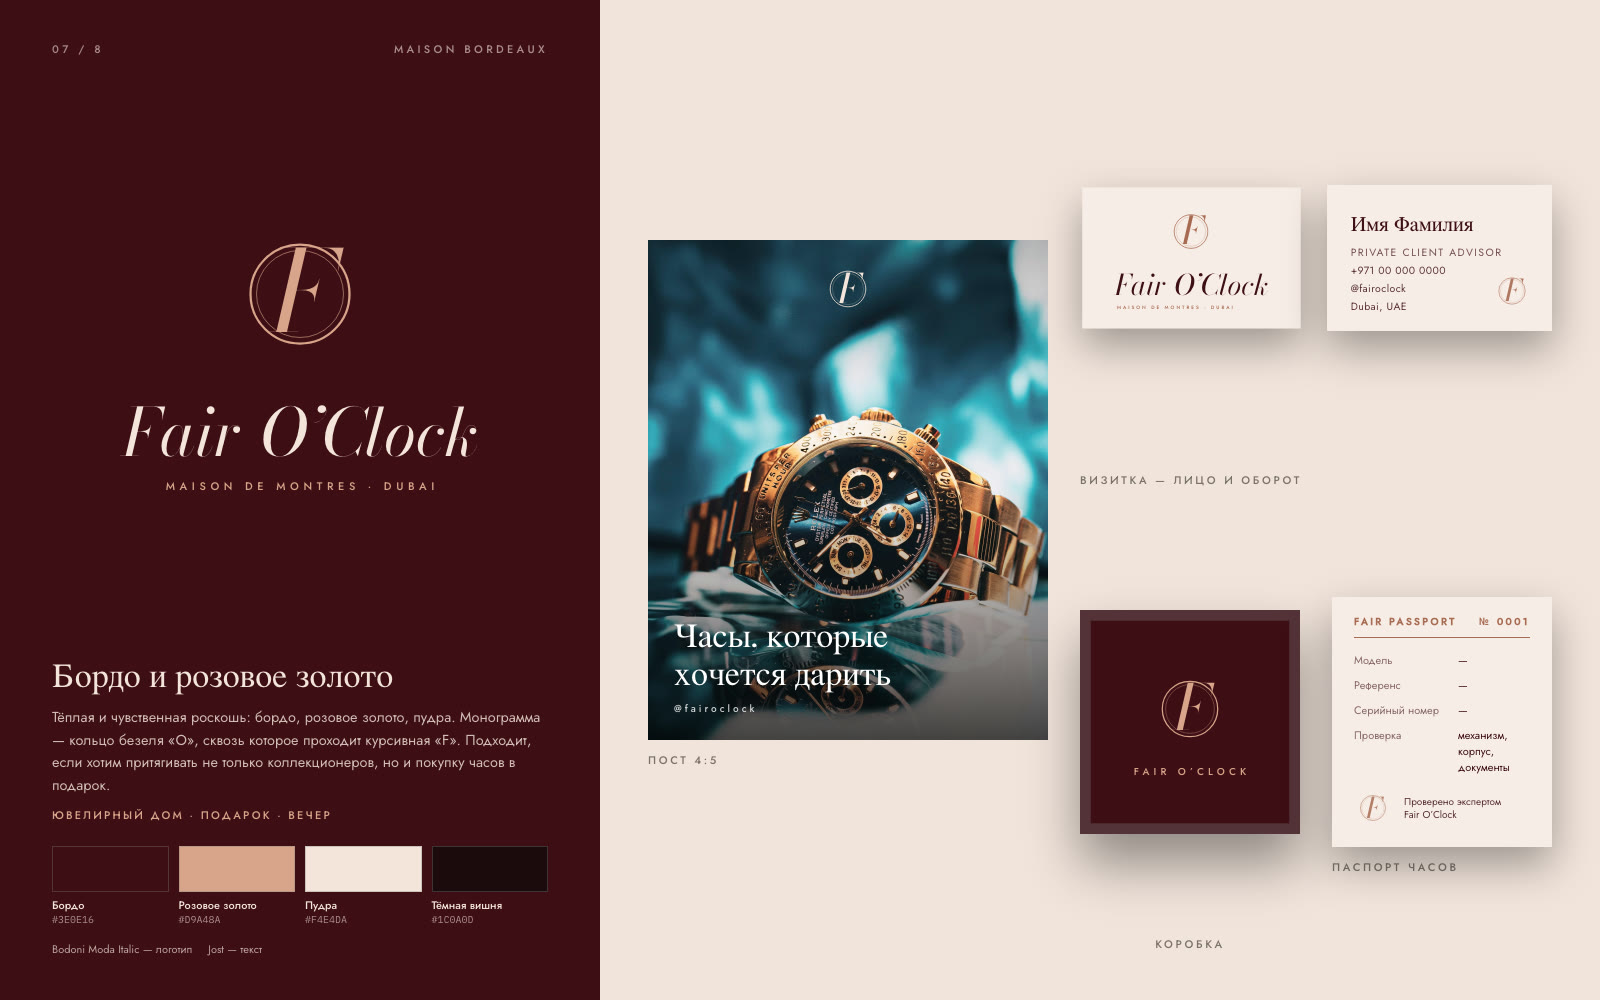 07 / 8
MAISON BORDEAUX
F
Fair O’Clock
MAISON DE MONTRES · DUBAI
Бордо и розовое золото
Тёплая и чувственная роскошь: бордо, розовое золото, пудра. Монограмма
— кольцо безеля «О», сквозь которое проходит курсивная «F». Подходит,
если хотим притягивать не только коллекционеров, но и покупку часов в
подарок.
ЮВЕЛИРНЫЙ ДОМ · ПОДАРОК · ВЕЧЕР
Бордо
#3E0E16
Розовое золото
#D9A48A
Пудра
#F4E4DA
Тёмная вишня
#1C0A0D
Bodoni Moda Italic — логотип
Jost — текст
F
UNITS PER HOUR
ROLEX
Часы. которые
хочется дарить
@fairoclock
ПОСТ 4:5
F
Fair O’Clock
MAISON DE MONTRES · DUBAI
Имя Фамилия
PRIVATE CLIENT ADVISOR
+971 00 000 0000
@fairoclock
Dubai, UAE
F
ВИЗИТКА — ЛИЦО И ОБОРОТ
F
FAIR O’CLOCK
КОРОБКА
FAIR PASSPORT
№ 0001
Модель —
Референс —
Серийный номер —
Проверка механизм,
корпус,
документы
F
Проверено экспертом
Fair O’Clock
ПАСПОРТ ЧАСОВ